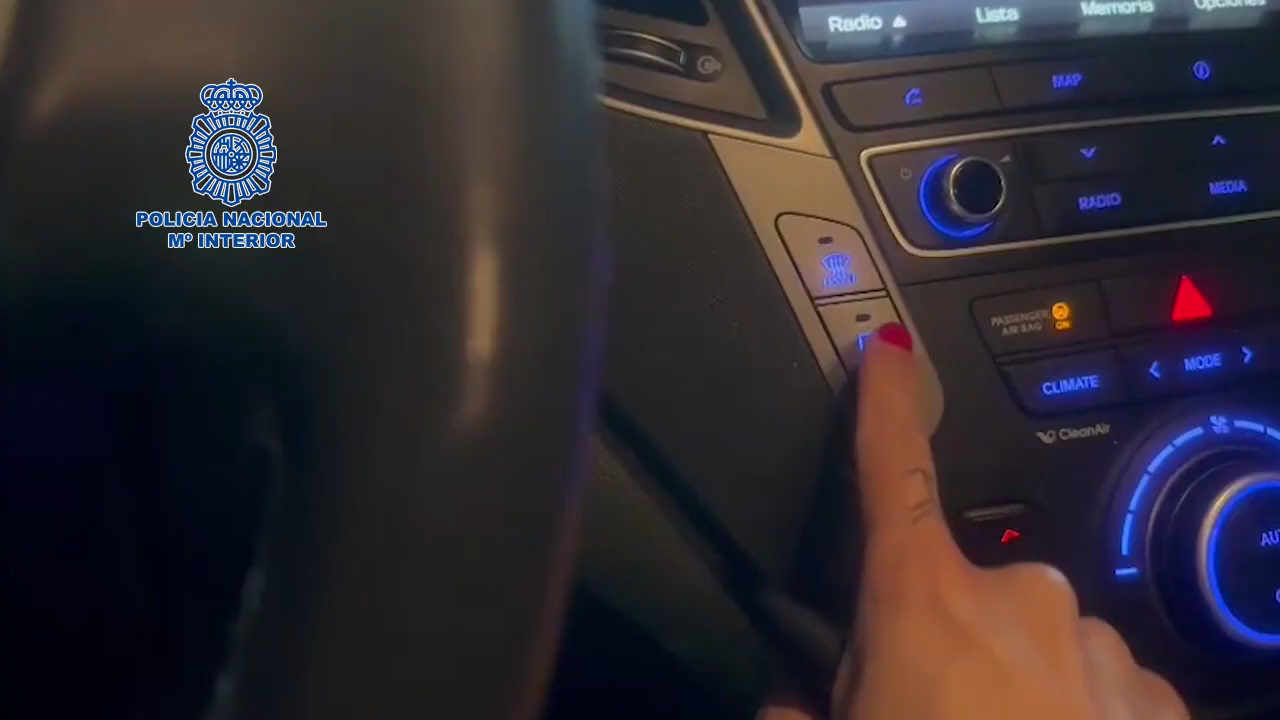 Radio Lista Memoria Opciones
MAP
POLICIA NACIONAL
Mº INTERIOR
RADIO MEDIA
PASSENGER
AIR BAG ON
CLIMATE MODE
CleanAir